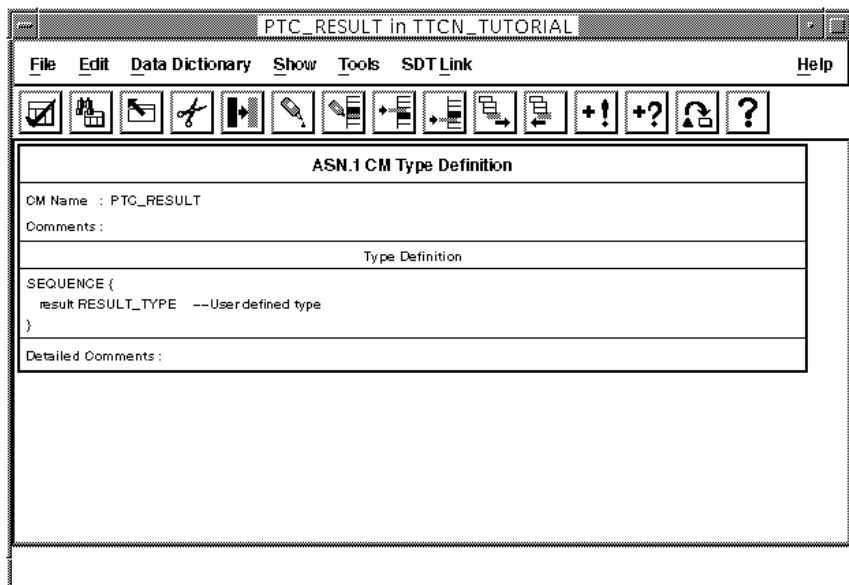 PTC_RESULT in TTCN_TUTORIAL
File Edit Data Dictionary Show Tools SDT Link Help
+! +? ?
ASN.1 CM Type Definition
CM Name : PTC_RESULT
Comments :
Type Definition
SEQUENCE {
result RESULT_TYPE --User defined type
}
Detailed Comments :